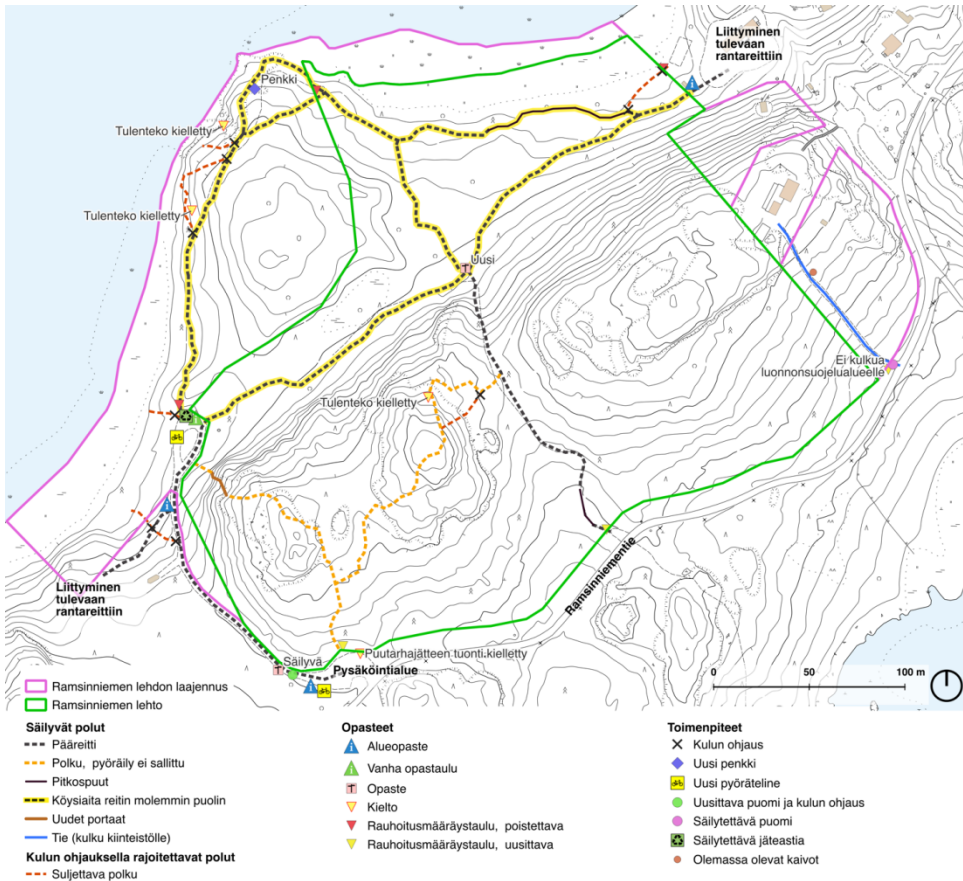 Liittyminen
tulevaan
rantareittiin
Penkki
Tulenteko kielletty
Tulenteko kielletty
Uusi
Ei kulkua
luonnonsuojelualueelle
Tulenteko kielletty
Liittyminen
tulevaan
rantareittiin
Ramsinniementie
Säilyvä
Puutarhajätteen tuonti kielletty
Pysäköintialue
0 50 100 m
Ramsinniemen lehdon laajennus
Ramsinniemen lehto
Säilyvät polut
Pääreitti
Polku, pyöräily ei sallittu
Pitkospuut
Köysiaita reitin molemmin puolin
Uudet portaat
Tie (kulku kiinteistölle)
Kulun ohjauksella rajoitettavat polut
Suljettava polku
Opasteet
Alueopaste
Vanha opastaulu
Opaste
Kielto
Rauhoitusmääräystaulu, poistettava
Rauhoitusmääräystaulu, uusittava
Toimenpiteet
Kulun ohjaus
Uusi penkki
Uusi pyöräteline
Uusittava puomi ja kulun ohjaus
Säilytettävä puomi
Säilytettävä jäteastia
Olemassa olevat kaivot